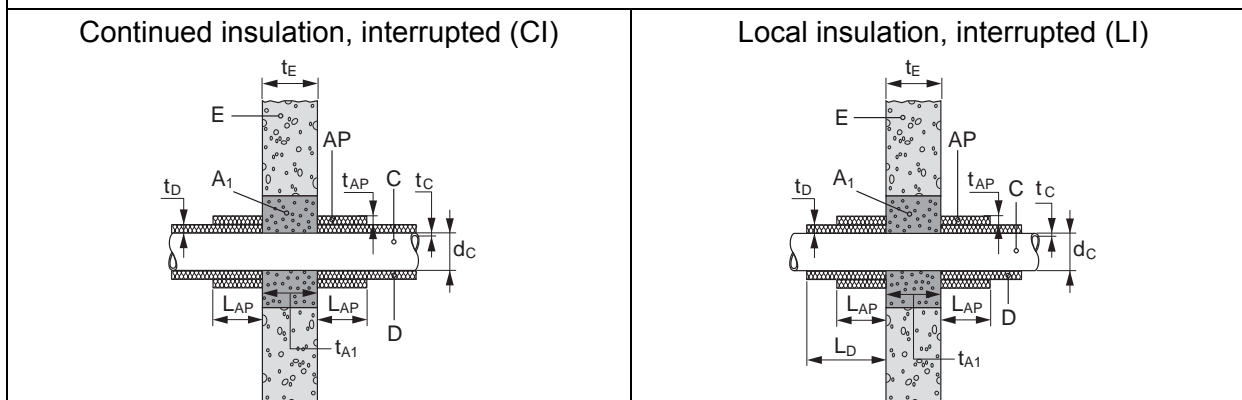 Continued insulation, interrupted (CI)
tE
E
AP
A1
tAP
C
tC
tD
dC
LAP
LAP
D
tA1
Local insulation, interrupted (LI)
tE
E
AP
A1
tAP
C
tC
tD
dC
LAP
LAP
D
LD
tA1